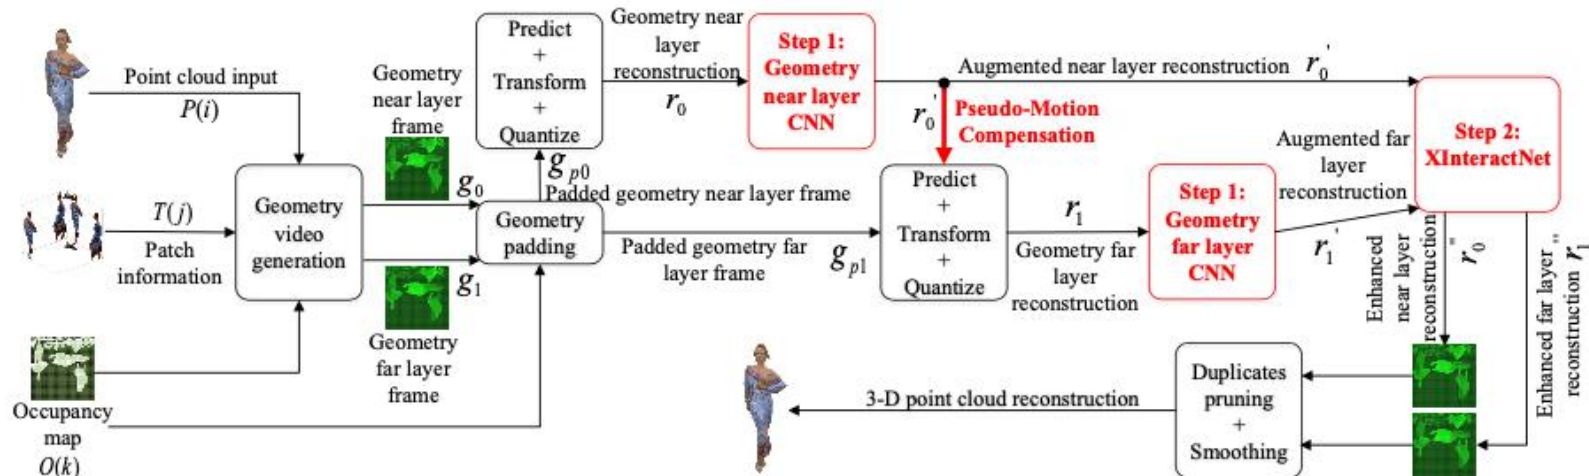 Point cloud input
P(i)
T(j)
Patch
information
Occupancy
map
O(k)
Geometry
video
generation
Geometry
near layer
frame
g0
g1
Geometry
far layer
frame
Predict
+
Transform
+
Quantize
gp0
Geometry
padding
Geometry near
layer
reconstruction
r0
Step 1:
Geometry
near layer
CNN
Padded geometry near layer frame
Padded geometry far
layer frame
gp1
Augmented near layer reconstruction r0'
r0'
Pseudo-Motion
Compensation
Predict
+
Transform
+
Quantize
r1
Geometry far
layer
reconstruction
Step 1:
Geometry
far layer
CNN
Augmented far
layer
reconstruction
r1'
Step 2:
XInteractNet
Enhanced
near layer
reconstruction
r0''
Enhanced far layer
reconstruction r1''
Duplicates
pruning
+
Smoothing
3-D point cloud reconstruction